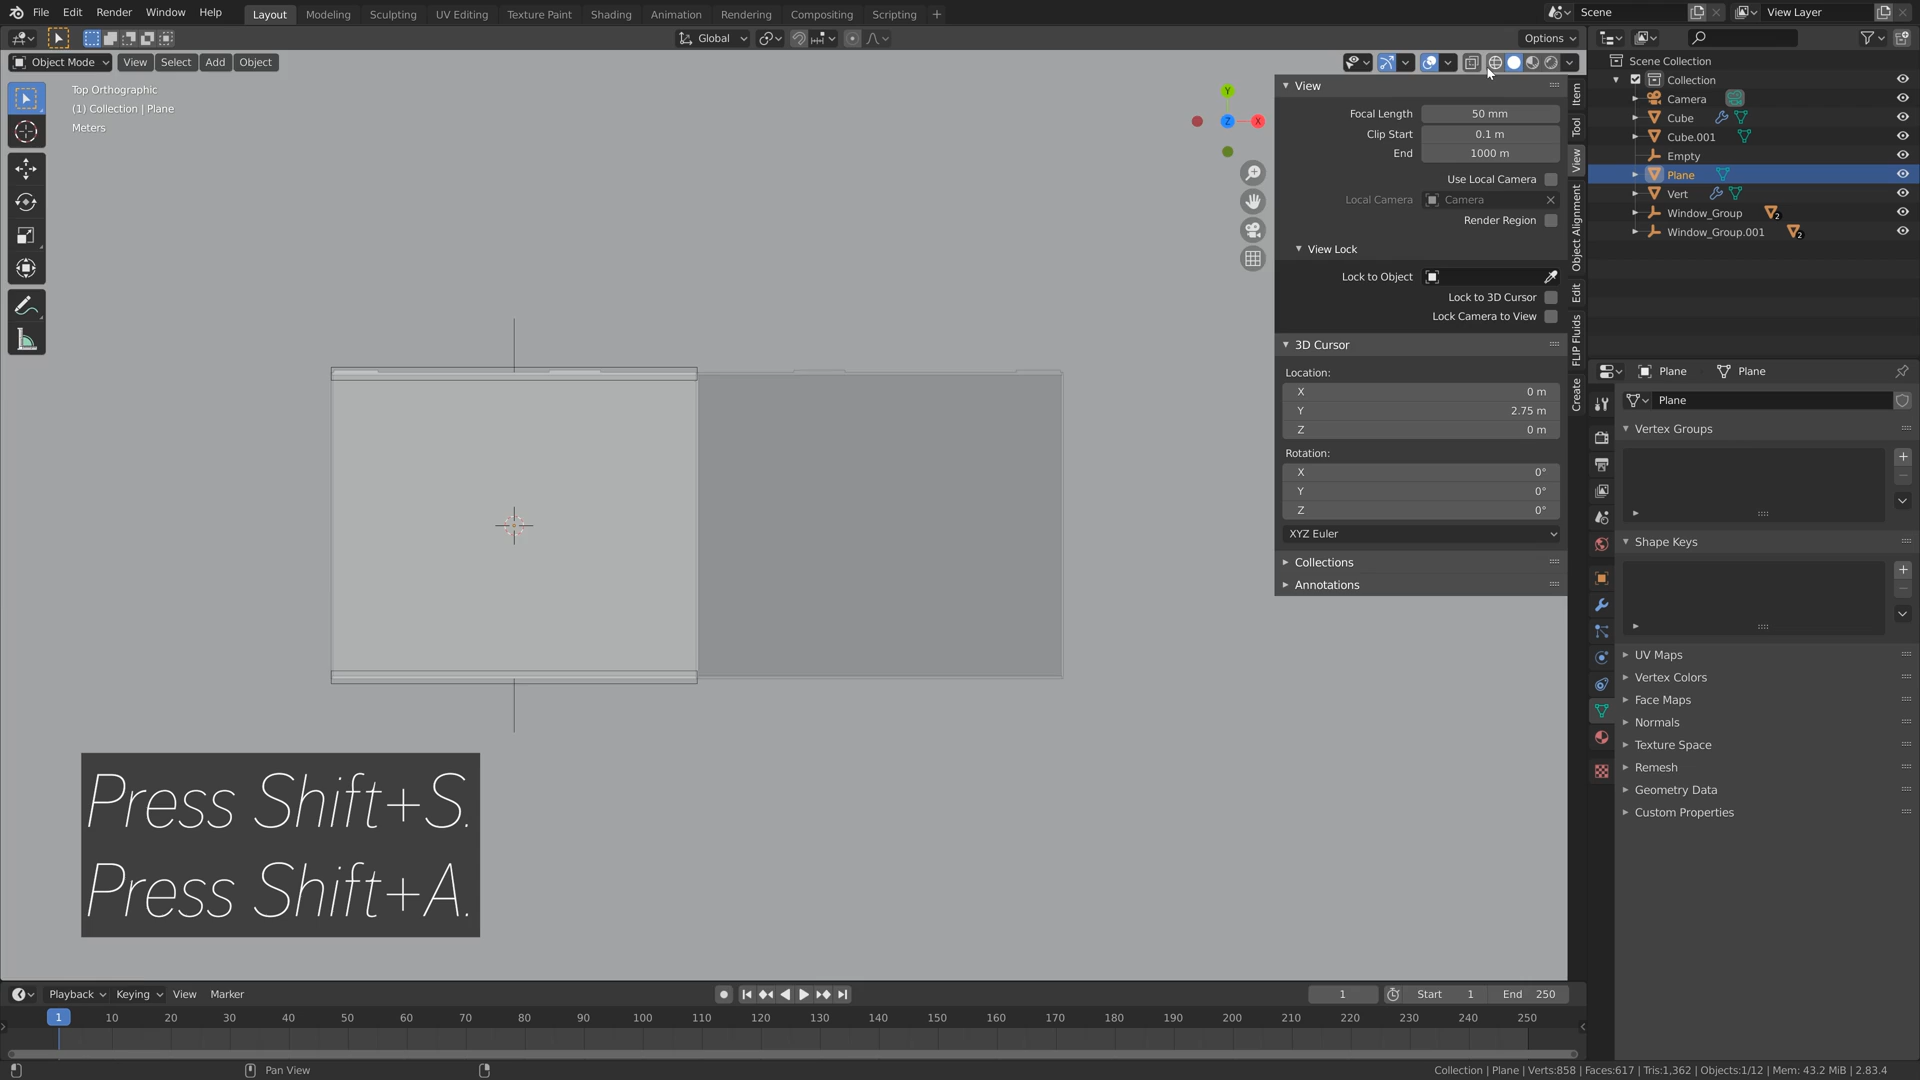 File Edit Render Window Help Layout Modeling Sculpting UV Editing Texture Paint Shading Animation Rendering Compositing Scripting + Scene View Layer
Global Options
Object Mode View Select Add Object
Top Orthographic
(1) Collection | Plane
Meters
Y
Z
X
View
Focal Length 50 mm
Clip Start 0.1 m
End 1000 m
Use Local Camera
Local Camera Camera
Render Region
View Lock
Lock to Object
Lock to 3D Cursor
Lock Camera to View
3D Cursor
Location:
X 0 m
Y 2.75 m
Z 0 m
Rotation:
X 0°
Y 0°
Z 0°
XYZ Euler
Collections
Annotations
Item
Tool
View
Object Alignment
Edit
FLIP Fluids
Create
Scene Collection
Collection
Camera
Cube
Cube.001
Empty
Plane
Vert
Window_Group 2
Window_Group.001 2
Plane Plane
Plane
Vertex Groups
Shape Keys
UV Maps
Vertex Colors
Face Maps
Normals
Texture Space
Remesh
Geometry Data
Custom Properties
Press Shift+S.
Press Shift+A.
Playback Keying View Marker 1 Start 1 End 250
1 10 20 30 40 50 60 70 80 90 100 110 120 130 140 150 160 170 180 190 200 210 220 230 240 250
Pan View
Collection | Plane | Verts:858 | Faces:617 | Tris:1,362 | Objects:1/12 | Mem: 43.2 MiB | 2.83.4